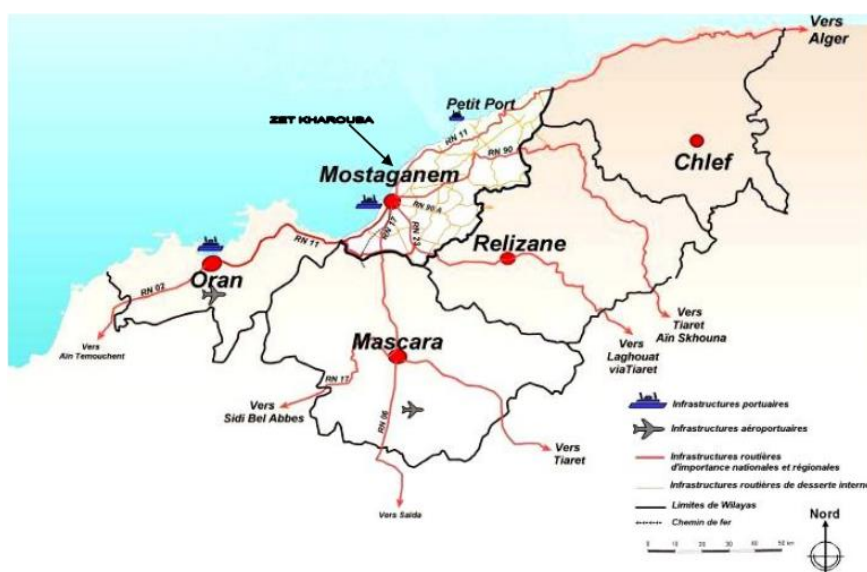 Vers
Alger
Petit Port
ZET KHAROUBA
RN 11
RN 90
Chlef
Mostaganem
RN 90 A
RN 17
RN 23
Relizane
RN 11
Oran
RN 02
Vers
Ain Temouchent
Mascara
Vers
Tiaret
Aïn Skhouna
Vers
Laghouat
viaTiaret
RN 17
Vers
Sidi Bel Abbes
RN 06
Vers
Tiaret
Vers Saida
Infrastructures portuaires
Infrastructures aéroportuaires
Infrastructures routières
d'importance nationales et régionales
Infrastructures routières de desserte interne
Limites de Wilayas
Chemin de fer
Nord
0 10 20 30 40 50 km